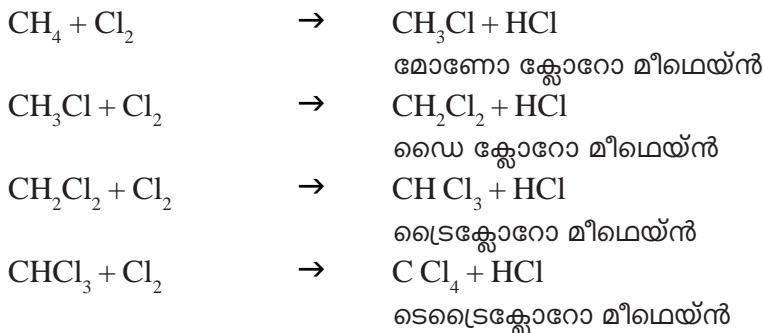 CH₄ + Cl₂ → CH₃Cl + HCl
മോണോ ക്ലോറോ മീഥെയ്ൻ
CH₃Cl + Cl₂ → CH₂Cl₂ + HCl
ഡൈ ക്ലോറോ മീഥെയ്ൻ
CH₂Cl₂ + Cl₂ → CH Cl₃ + HCl
ട്രൈക്ലോറോ മീഥെയ്ൻ
CHCl₃ + Cl₂ → C Cl₄ + HCl
ടെട്രൈക്ലോറോ മീഥെയ്ൻ